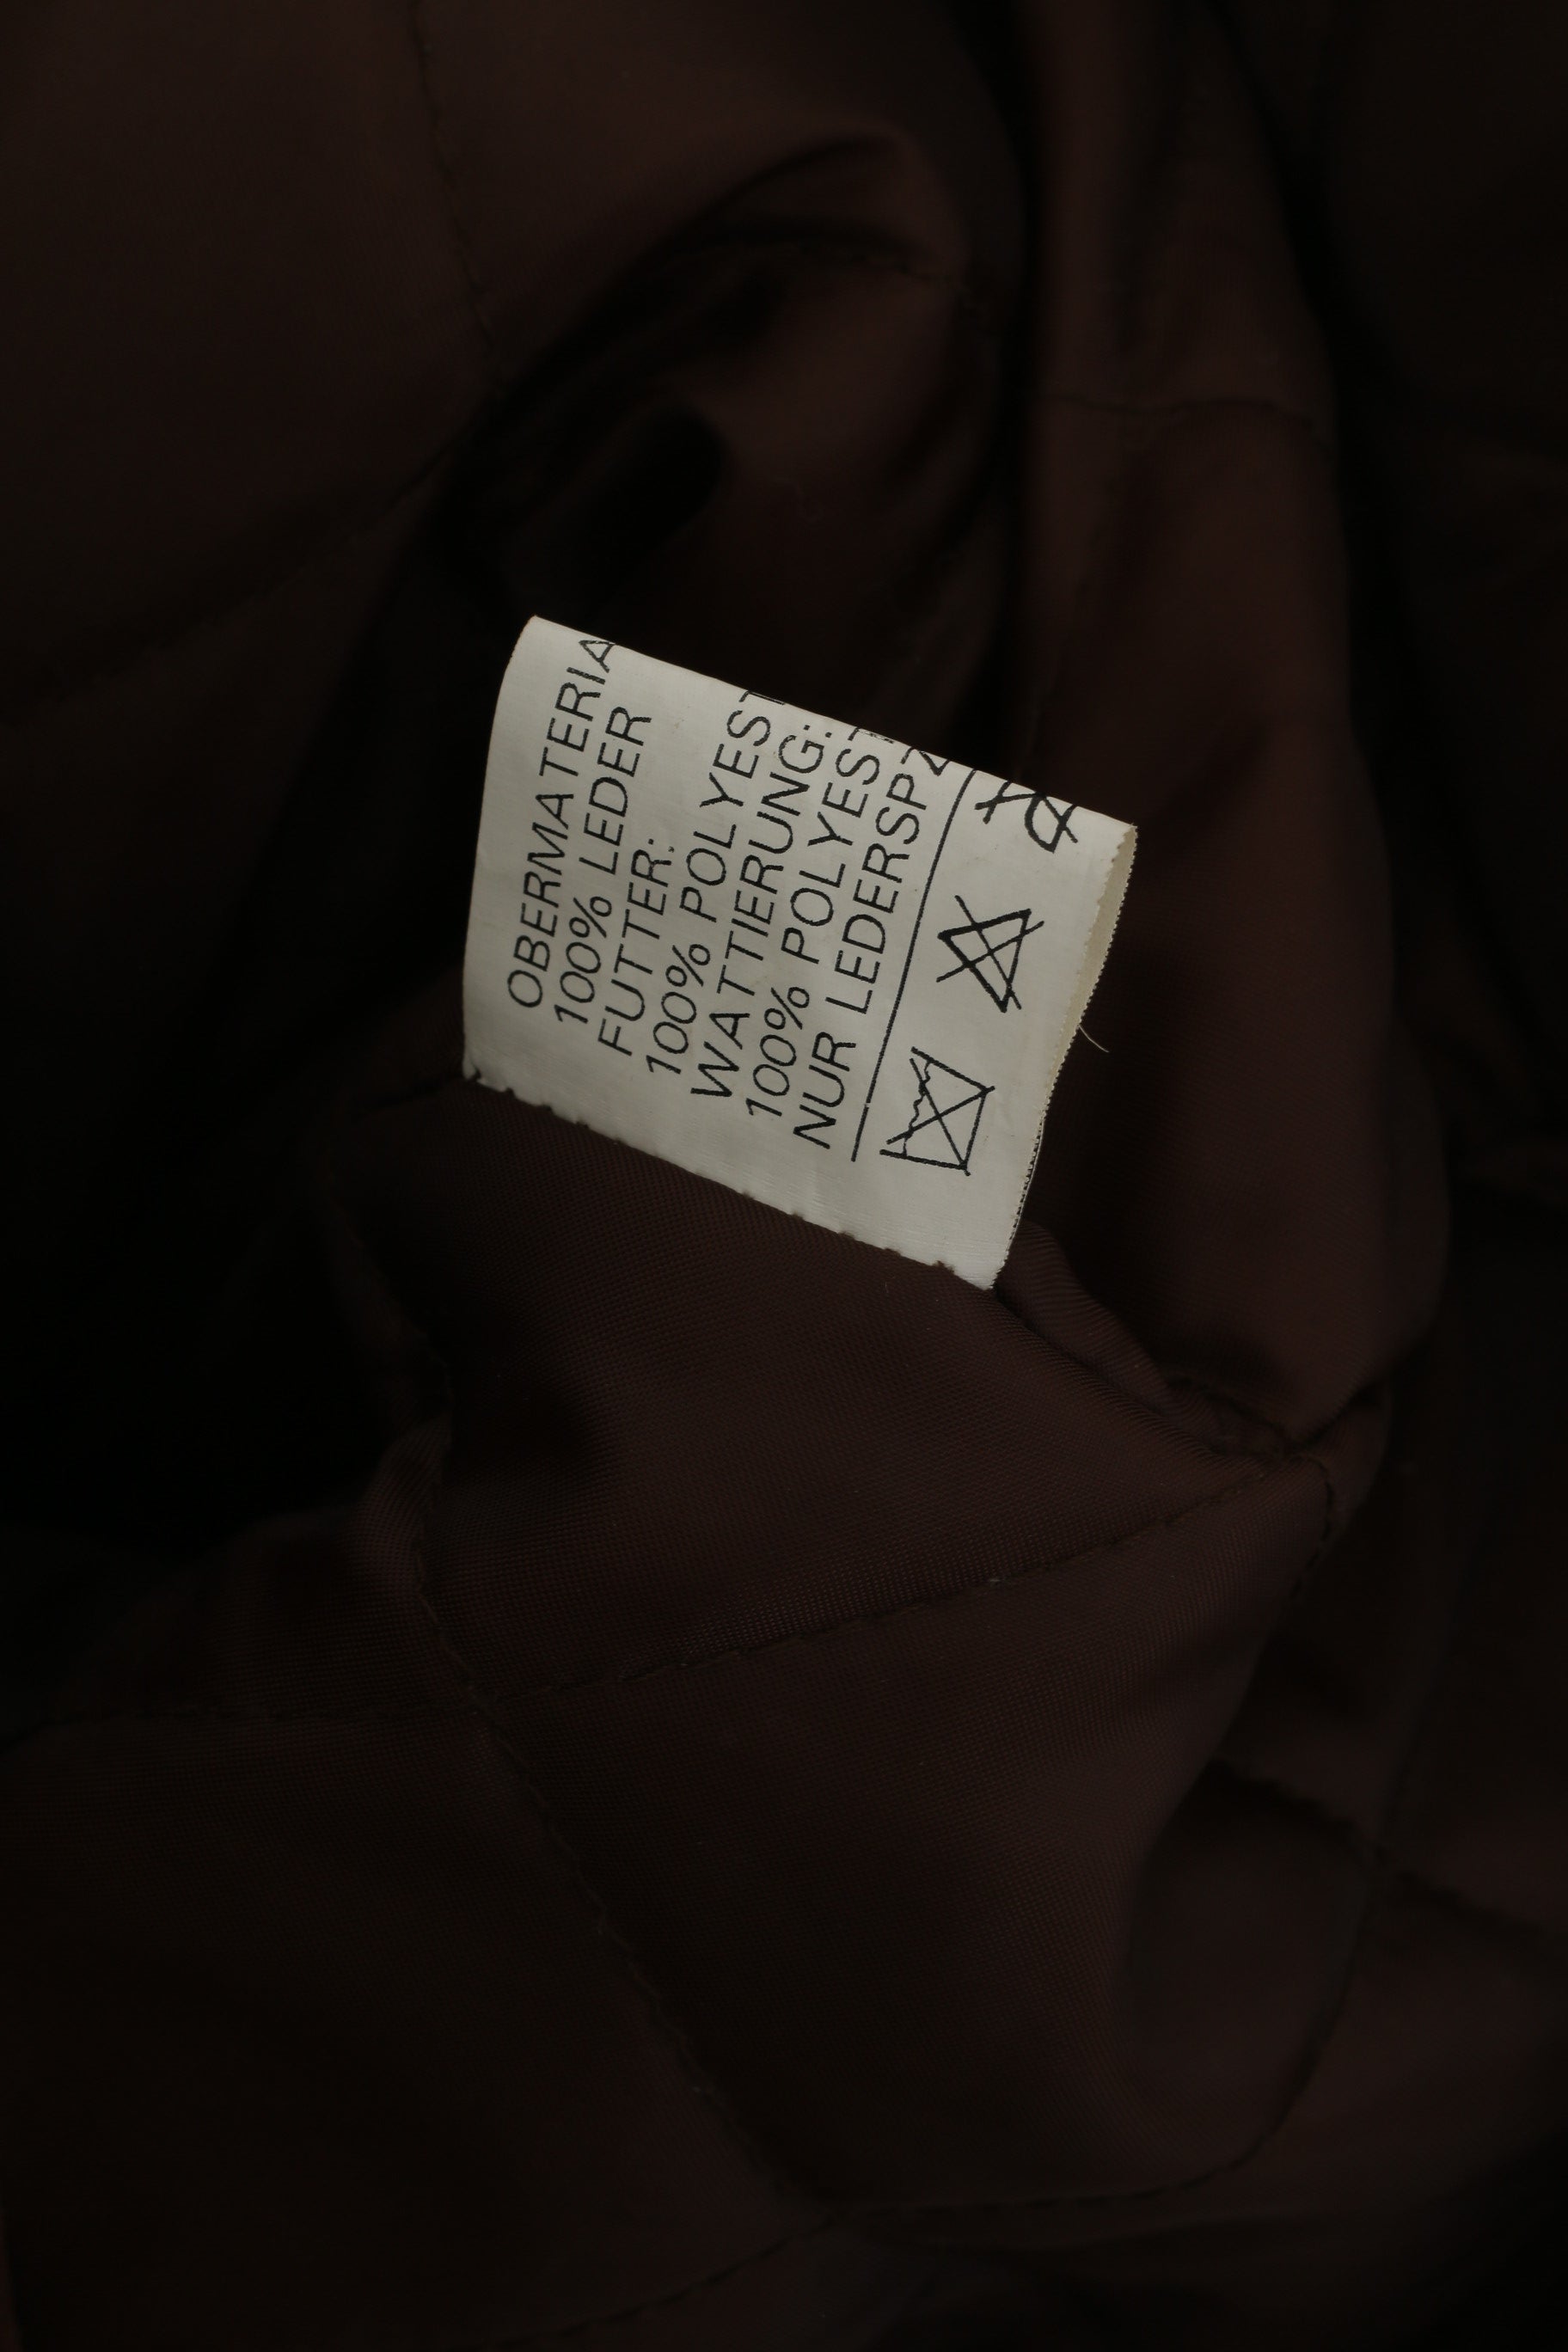 OBERMATERIA
100% LEDER
FUTTER:
100% POLYEST
WATTIERUNG:
100% POLYEST
NUR LEDERSP